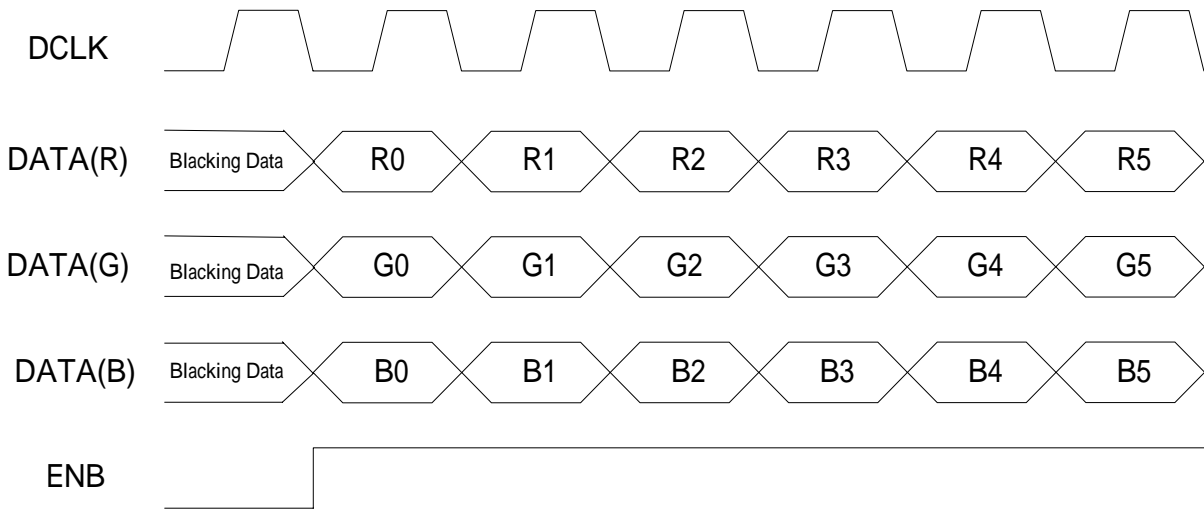 DCLK
DATA(R) Blacking Data R0 R1 R2 R3 R4 R5
DATA(G) Blacking Data G0 G1 G2 G3 G4 G5
DATA(B) Blacking Data B0 B1 B2 B3 B4 B5
ENB